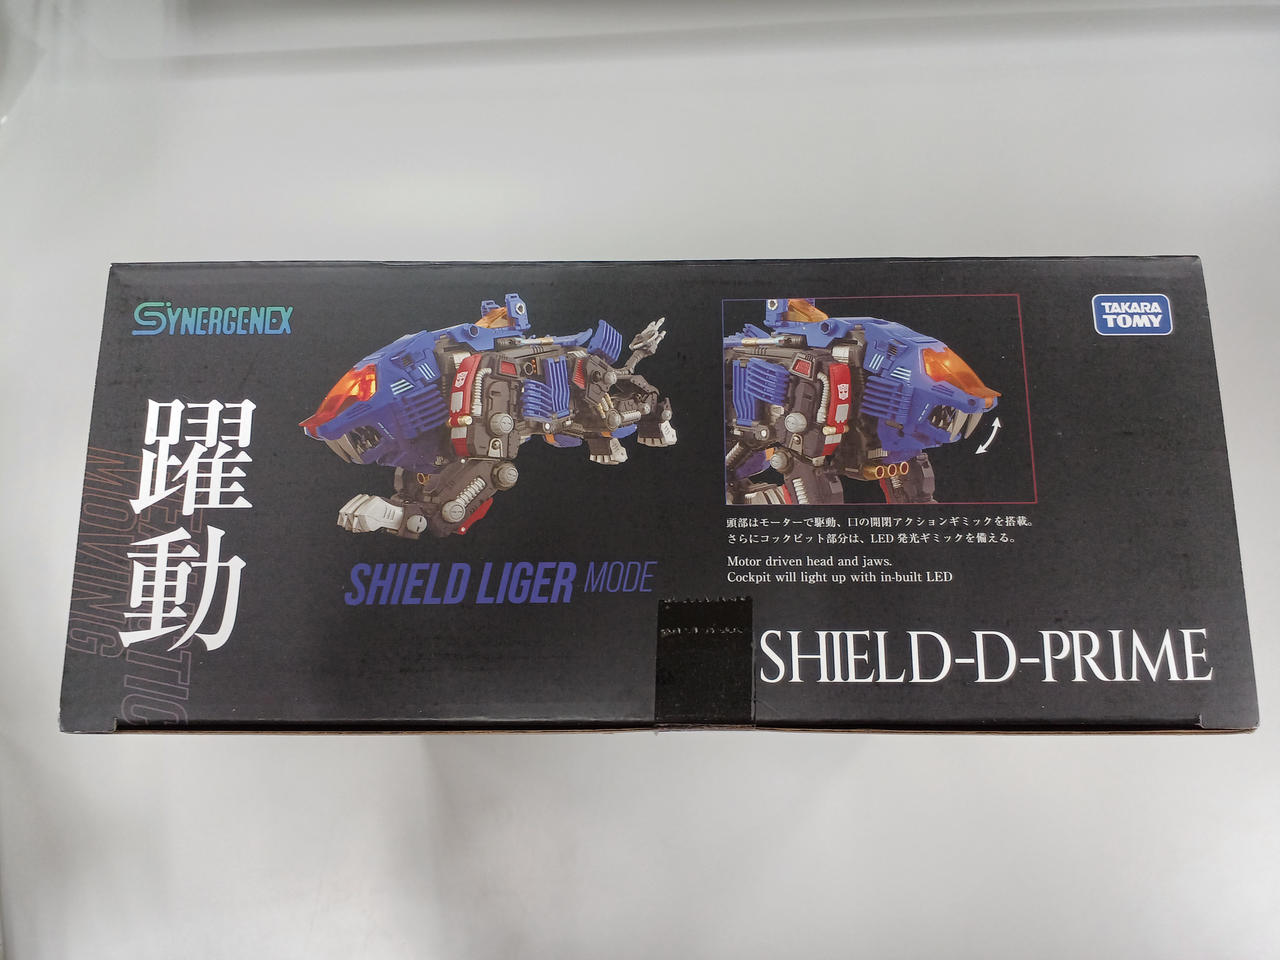 SYNERGENEX
TAKARA
TOMY
躍動
MOVING
SHIELD LIGER MODE
頭部はモーターで駆動、口の開閉アクションギミックを搭載。
さらにコックピット部分は、LED 発光ギミックを備える。
Motor driven head and jaws.
Cockpit will light up with in-built LED
SHIELD-D-PRIME